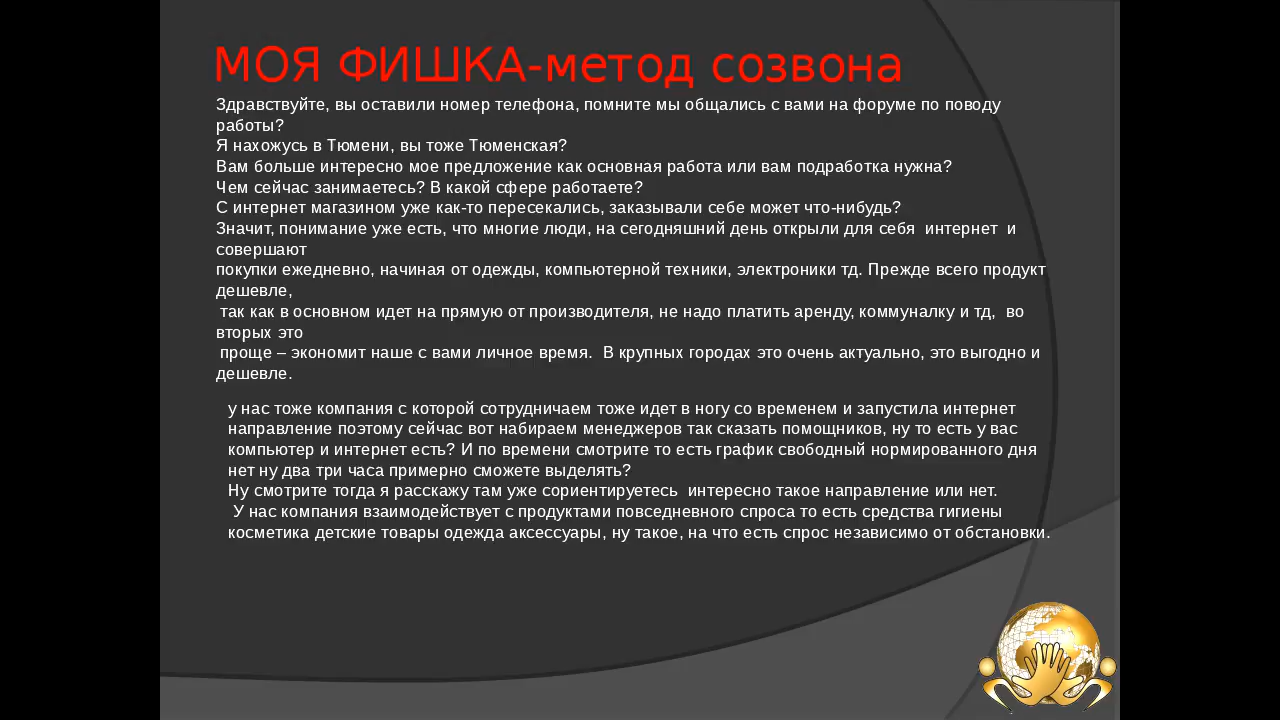 МОЯ ФИШКА-метод созвона
Здравствуйте, вы оставили номер телефона, помните мы общались с вами на форуме по поводу
работы?
Я нахожусь в Тюмени, вы тоже Тюменская?
Вам больше интересно мое предложение как основная работа или вам подработка нужна?
Чем сейчас занимаетесь? В какой сфере работаете?
С интернет магазином уже как-то пересекались, заказывали себе может что-нибудь?
Значит, понимание уже есть, что многие люди, на сегодняшний день открыли для себя  интернет  и
совершают
покупки ежедневно, начиная от одежды, компьютерной техники, электроники тд. Прежде всего продукт
дешевле,
так как в основном идет на прямую от производителя, не надо платить аренду, коммуналку и тд,  во
вторых это
проще – экономит наше с вами личное время.  В крупных городах это очень актуально, это выгодно и
дешевле.
у нас тоже компания с которой сотрудничаем тоже идет в ногу со временем и запустила интернет
направление поэтому сейчас вот набираем менеджеров так сказать помощников, ну то есть у вас
компьютер и интернет есть? И по времени смотрите то есть график свободный нормированного дня
нет ну два три часа примерно сможете выделять?
Ну смотрите тогда я расскажу там уже сориентируетесь  интересно такое направление или нет.
У нас компания взаимодействует с продуктами повседневного спроса то есть средства гигиены
косметика детские товары одежда аксессуары, ну такое, на что есть спрос независимо от обстановки.